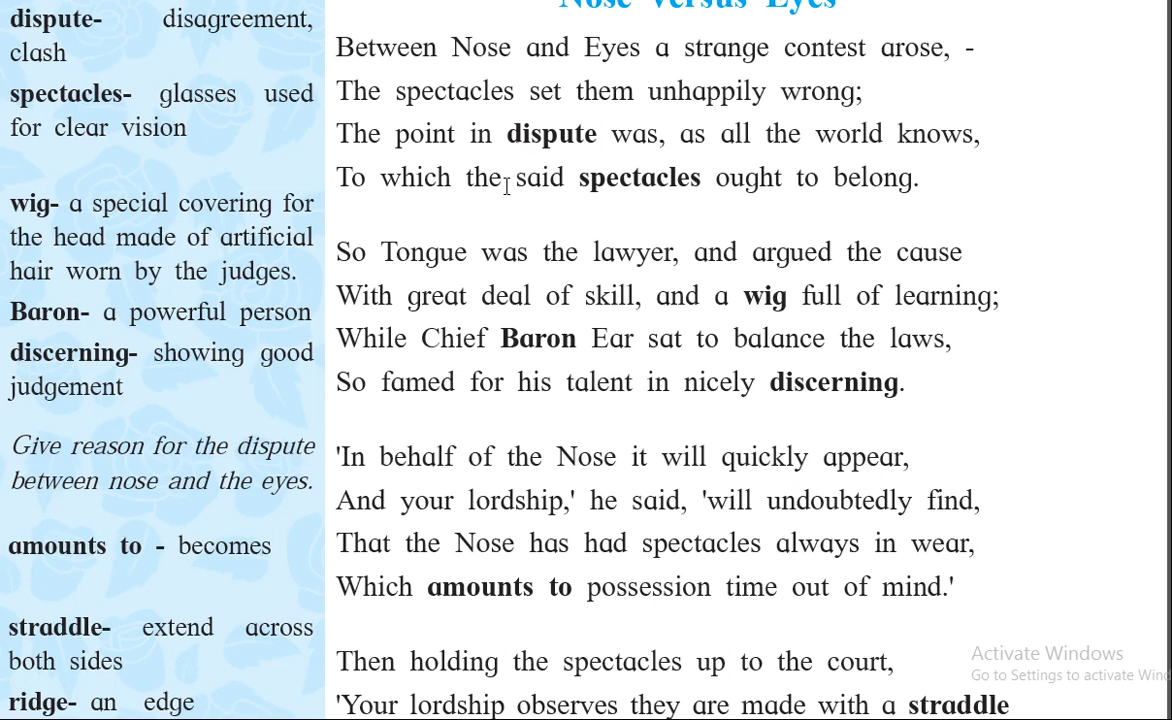 dispute- disagreement,
clash
spectacles- glasses used
for clear vision
wig- a special covering for
the head made of artificial
hair worn by the judges.
Baron- a powerful person
discerning- showing good
judgement
Give reason for the dispute
between nose and the eyes.
amounts to - becomes
straddle- extend across
both sides
ridge- an edge
Nose Versus Eyes
Between Nose and Eyes a strange contest arose, -
The spectacles set them unhappily wrong;
The point in dispute was, as all the world knows,
To which the said spectacles ought to belong.
So Tongue was the lawyer, and argued the cause
With great deal of skill, and a wig full of learning;
While Chief Baron Ear sat to balance the laws,
So famed for his talent in nicely discerning.
'In behalf of the Nose it will quickly appear,
And your lordship,' he said, 'will undoubtedly find,
That the Nose has had spectacles always in wear,
Which amounts to possession time out of mind.'
Then holding the spectacles up to the court,
'Your lordship observes they are made with a straddle
Activate Windows
Go to Settings to activate Wind